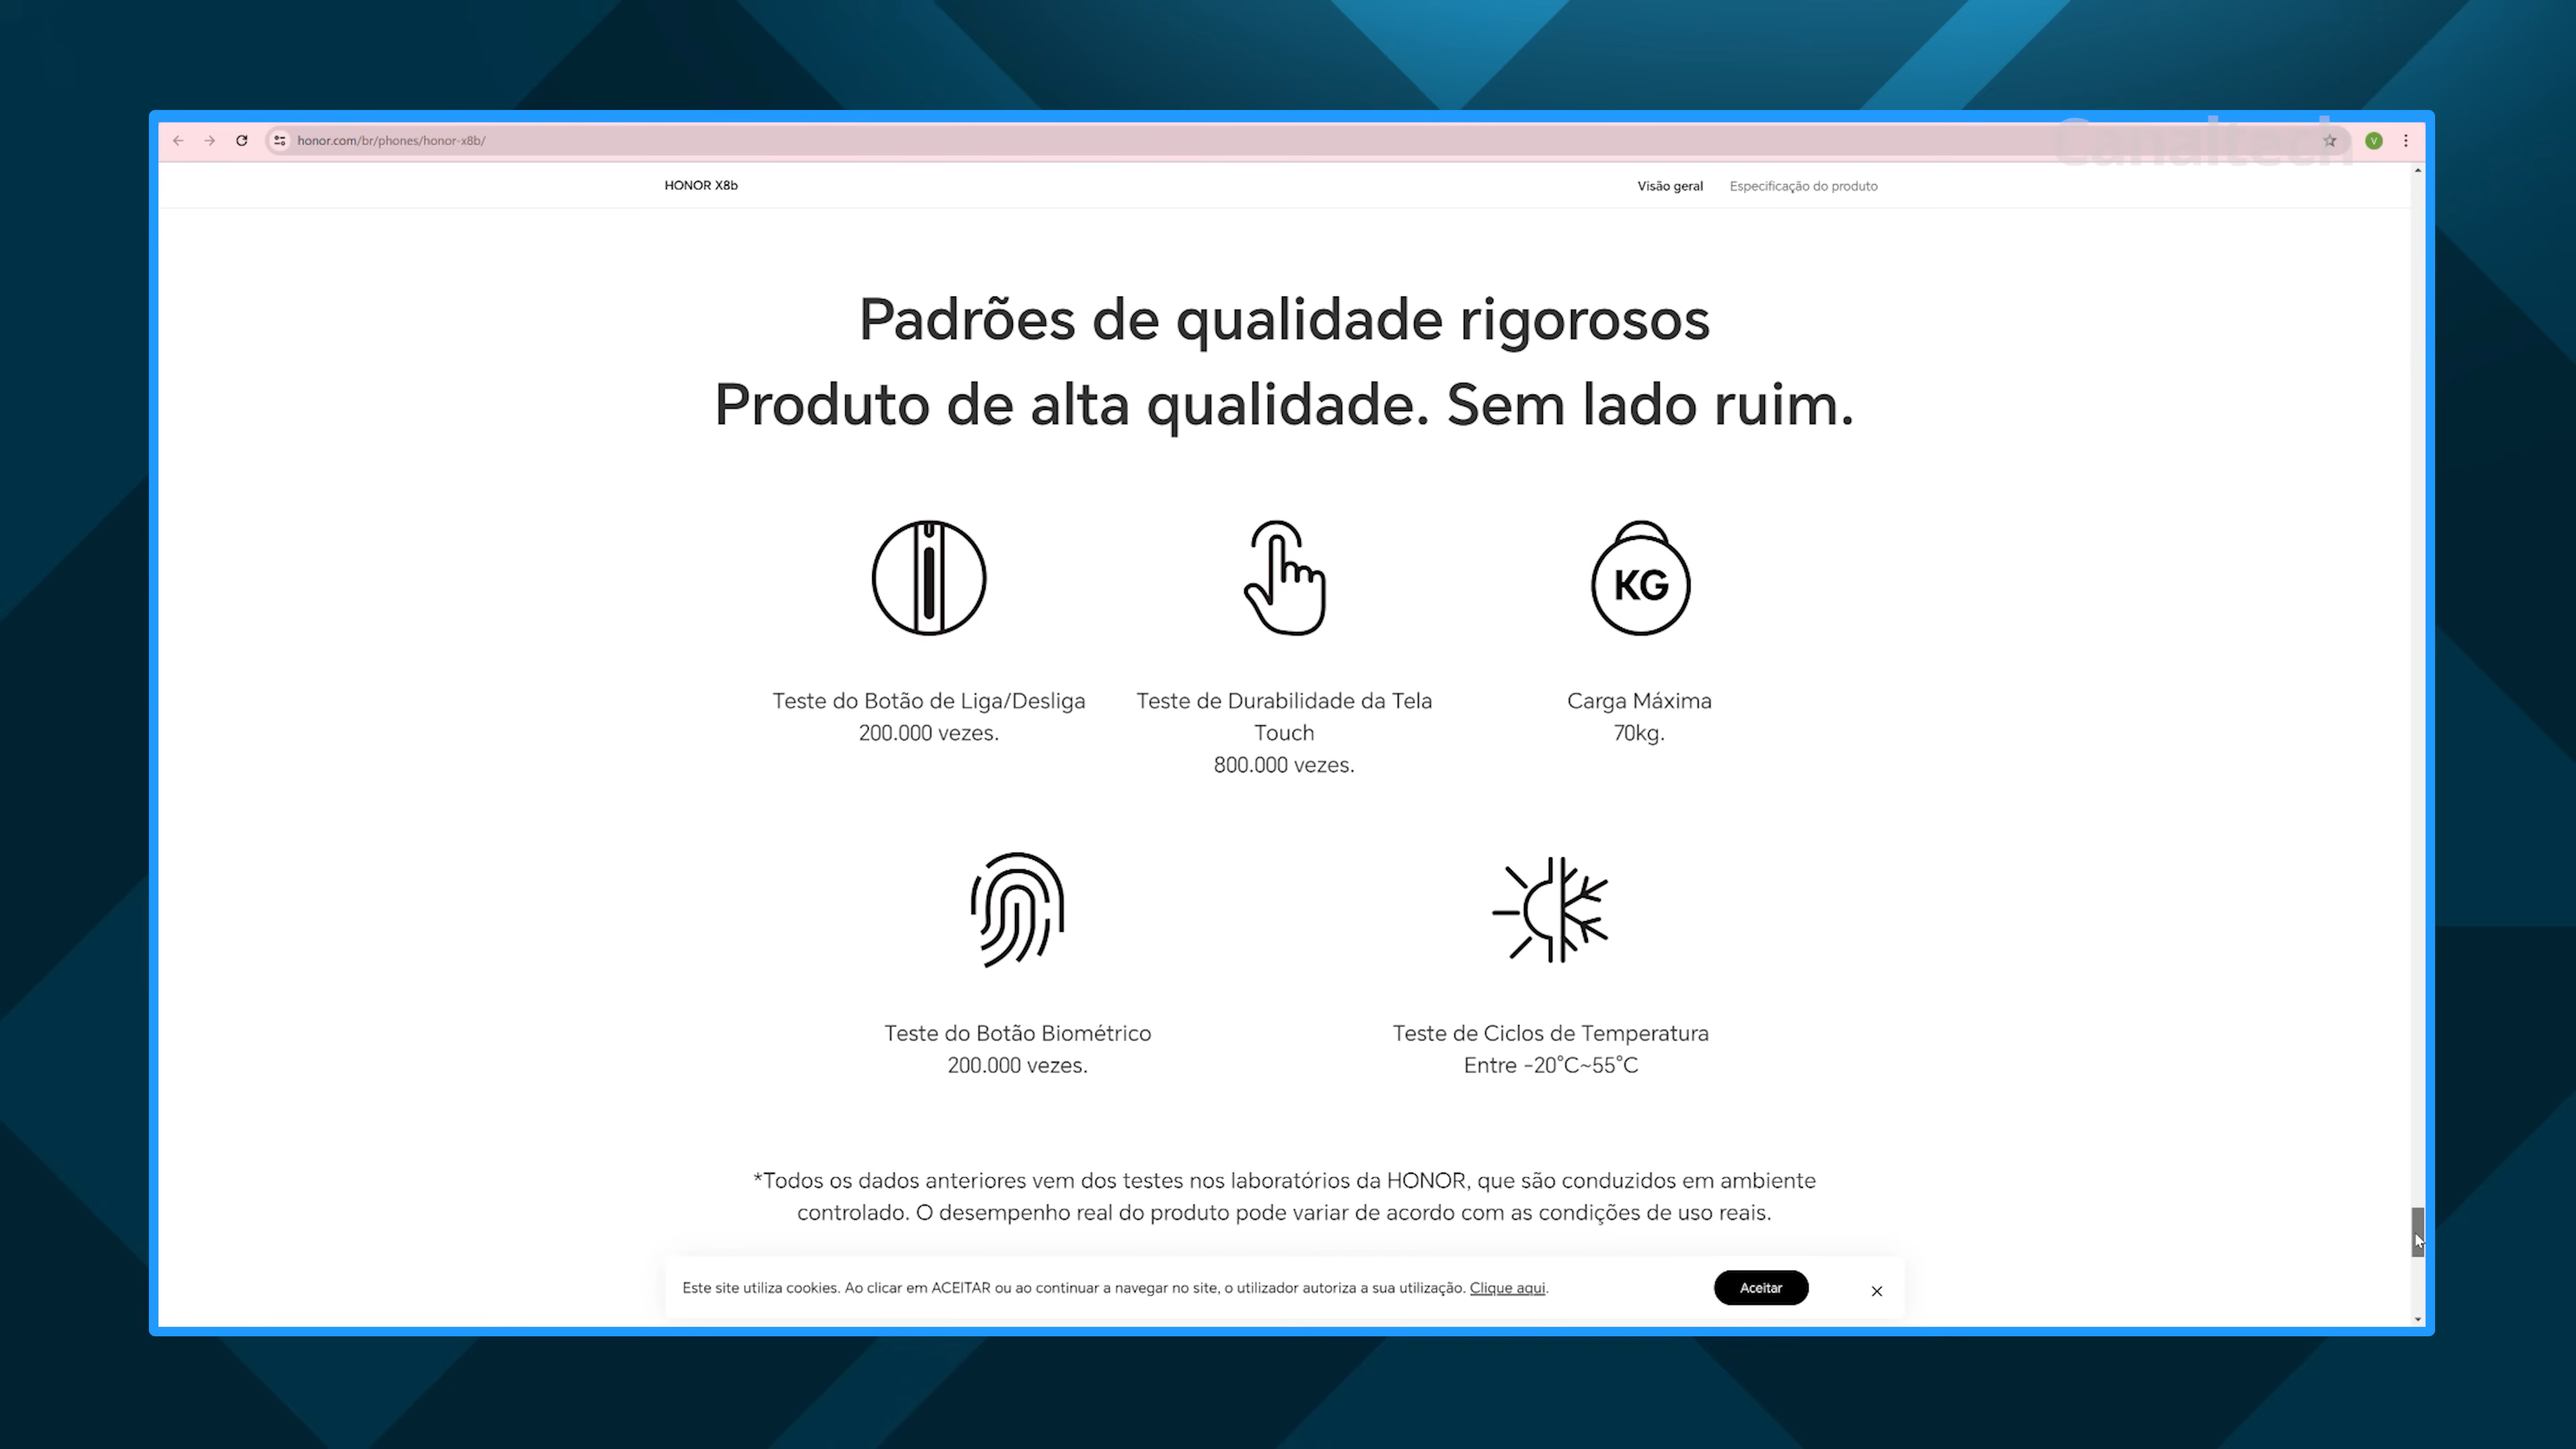 honor.com/br/phones/honor-x8b/
Canaltech
V
HONOR X8b
Visão geral
Especificação do produto
Padrões de qualidade rigorosos
Produto de alta qualidade. Sem lado ruim.
KG
Teste do Botão de Liga/Desliga
200.000 vezes.
Teste de Durabilidade da Tela
Touch
800.000 vezes.
Carga Máxima
70kg.
Teste do Botão Biométrico
200.000 vezes.
Teste de Ciclos de Temperatura
Entre -20°C~55°C
*Todos os dados anteriores vem dos testes nos laboratórios da HONOR, que são conduzidos em ambiente
controlado. O desempenho real do produto pode variar de acordo com as condições de uso reais.
Este site utiliza cookies. Ao clicar em ACEITAR ou ao continuar a navegar no site, o utilizador autoriza a sua utilização. Clique aqui.
Aceitar